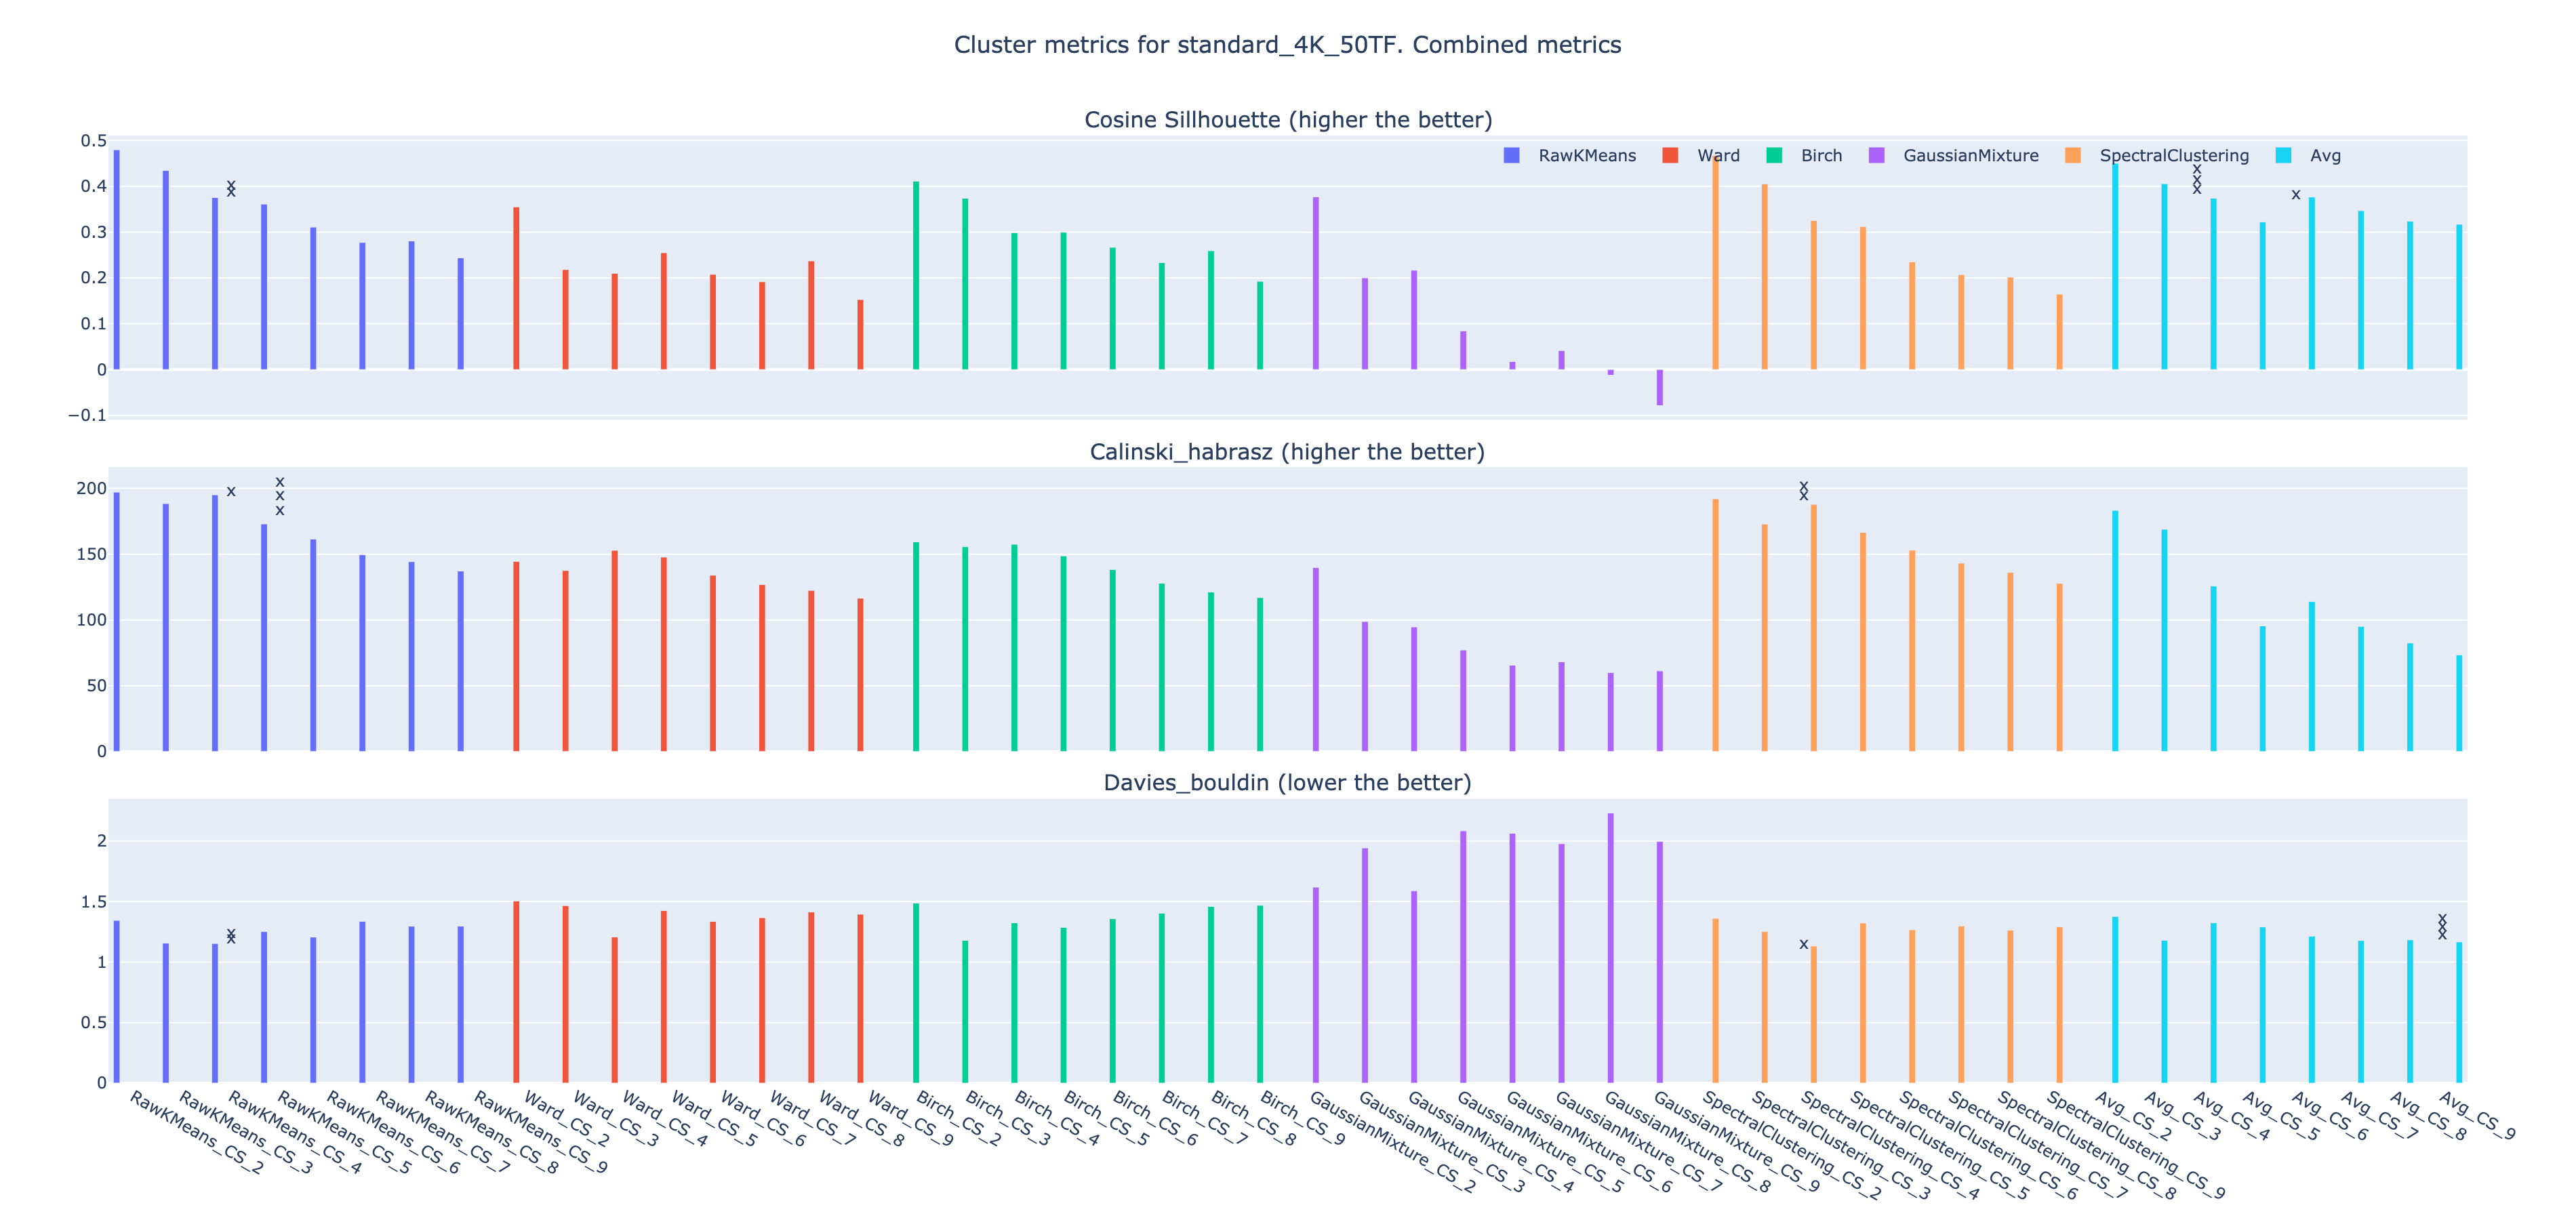 Cluster metrics for standard_4K_50TF. Combined metrics
Cosine Sillhouette (higher the better)
RawKMeans Ward Birch GaussianMixture SpectralClustering Avg
0.5
0.4
0.3
0.2
0.1
0
−0.1
x
x
x
x
x
x
Calinski_habrasz (higher the better)
200
150
100
50
0
x
x
x
x
x
x
Davies_bouldin (lower the better)
2
1.5
1
0.5
0
x
x
x
x
x
x
RawKMeans_CS_2
RawKMeans_CS_3
RawKMeans_CS_4
RawKMeans_CS_5
RawKMeans_CS_6
RawKMeans_CS_7
RawKMeans_CS_8
RawKMeans_CS_9
Ward_CS_2
Ward_CS_3
Ward_CS_4
Ward_CS_5
Ward_CS_6
Ward_CS_7
Ward_CS_8
Ward_CS_9
Birch_CS_2
Birch_CS_3
Birch_CS_4
Birch_CS_5
Birch_CS_6
Birch_CS_7
Birch_CS_8
Birch_CS_9
GaussianMixture_CS_2
GaussianMixture_CS_3
GaussianMixture_CS_4
GaussianMixture_CS_5
GaussianMixture_CS_6
GaussianMixture_CS_7
GaussianMixture_CS_8
GaussianMixture_CS_9
SpectralClustering_CS_2
SpectralClustering_CS_3
SpectralClustering_CS_4
SpectralClustering_CS_5
SpectralClustering_CS_6
SpectralClustering_CS_7
SpectralClustering_CS_8
SpectralClustering_CS_9
Avg_CS_2
Avg_CS_3
Avg_CS_4
Avg_CS_5
Avg_CS_6
Avg_CS_7
Avg_CS_8
Avg_CS_9